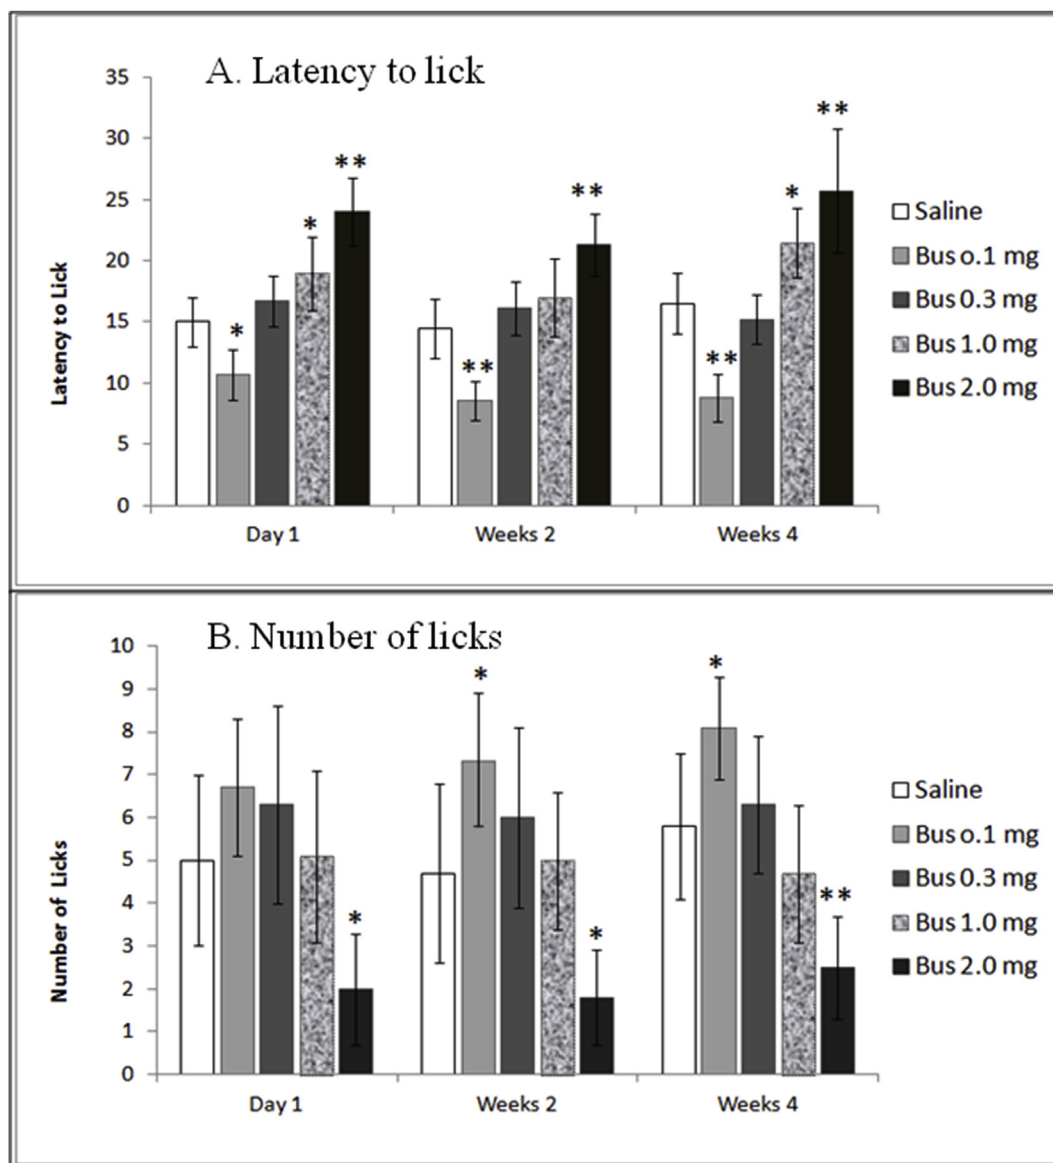 A. Latency to lick
35
30
25
20
15
10
5
0
Latency to Lick
*
*
**
**
**
**
*
**
Day 1
Weeks 2
Weeks 4
Saline
Bus o.1 mg
Bus 0.3 mg
Bus 1.0 mg
Bus 2.0 mg
B. Number of licks
10
9
8
7
6
5
4
3
2
1
0
Number of Licks
*
*
*
*
**
Day 1
Weeks 2
Weeks 4
Saline
Bus o.1 mg
Bus 0.3 mg
Bus 1.0 mg
Bus 2.0 mg